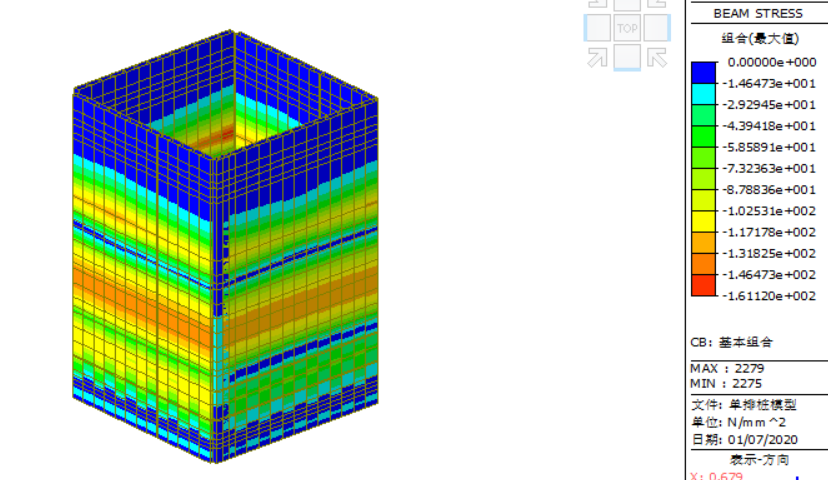 TOP
BEAM STRESS
组合(最大值)
0.00000e+000
-1.46473e+001
-2.92945e+001
-4.39418e+001
-5.85891e+001
-7.32363e+001
-8.78836e+001
-1.02531e+002
-1.17178e+002
-1.31825e+002
-1.46473e+002
-1.61120e+002
CB: 基本组合
MAX : 2279
MIN : 2275
文件: 单排桩模型
单位: N/mm^2
日期: 01/07/2020
表示-方向
X: 0.679